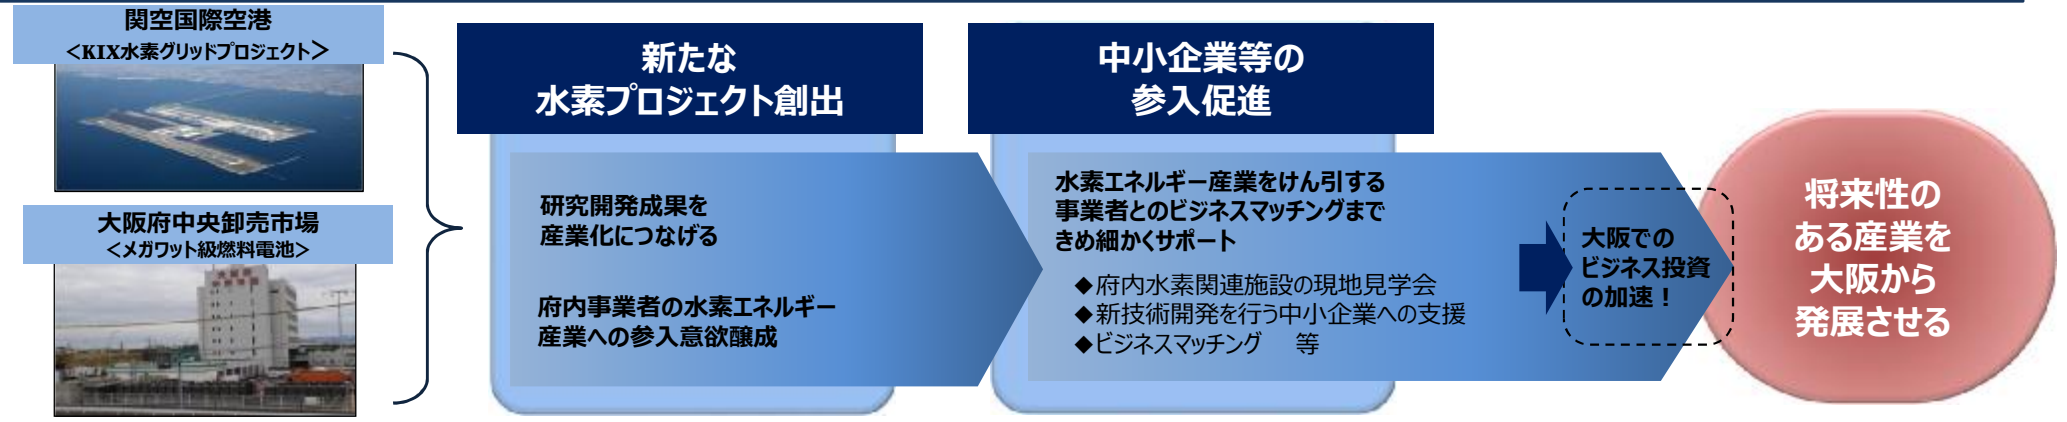 関空国際空港
<KIX水素グリッドプロジェクト>
大阪府中央卸売市場
<メガワット級燃料電池>
新たな
水素プロジェクト創出
研究開発成果を
産業化につなげる
府内事業者の水素エネルギー
産業への参入意欲醸成
中小企業等の
参入促進
水素エネルギー産業をけん引する
事業者とのビジネスマッチングまで
きめ細かくサポート
◆府内水素関連施設の現地見学会
◆新技術開発を行う中小企業への支援
◆ビジネスマッチング 等
大阪での
ビジネス投資
の加速！
将来性の
ある産業を
大阪から
発展させる